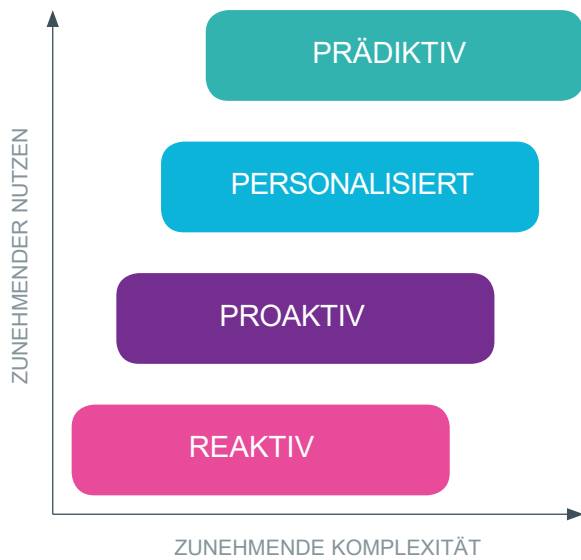 PRÄDIKTIV
PERSONALISIERT
PROAKTIV
REAKTIV
ZUNEHMENDER NUTZEN
ZUNEHMENDE KOMPLEXITÄT